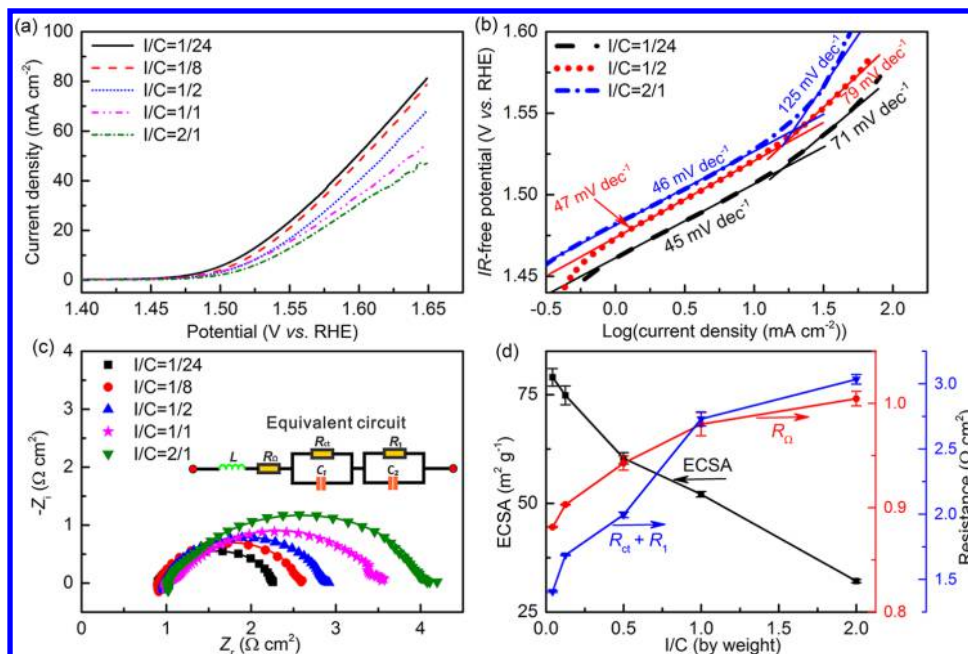 (a)
100
80
60
40
20
0
Current density (mA cm⁻²)
I/C=1/24
I/C=1/8
I/C=1/2
I/C=1/1
I/C=2/1
1.40 1.45 1.50 1.55 1.60 1.65
Potential (V vs. RHE)
(b)
1.60
1.55
1.50
1.45
IR-free potential (V vs. RHE)
I/C=1/24
I/C=1/2
I/C=2/1
125 mV dec⁻¹
79 mV dec⁻¹
71 mV dec⁻¹
47 mV dec⁻¹
46 mV dec⁻¹
45 mV dec⁻¹
-0.5 0.0 0.5 1.0 1.5 2.0
Log(current density (mA cm⁻²))
(c)
-4
-3
-2
-1
0
-Zᵢ (Ω cm²)
I/C=1/24
I/C=1/8
I/C=1/2
I/C=1/1
I/C=2/1
Equivalent circuit
L RΩ Rct R₁
C₁ C₂
0 1 2 3 4 5
Zᵣ (Ω cm²)
(d)
75
50
25
ECSA (m² g⁻¹)
ECSA
RΩ
Rct + R₁
1.0
0.9
0.8
3.0
2.5
2.0
1.5
1.0
Resistance (Ω cm²)
0.0 0.5 1.0 1.5 2.0
I/C (by weight)